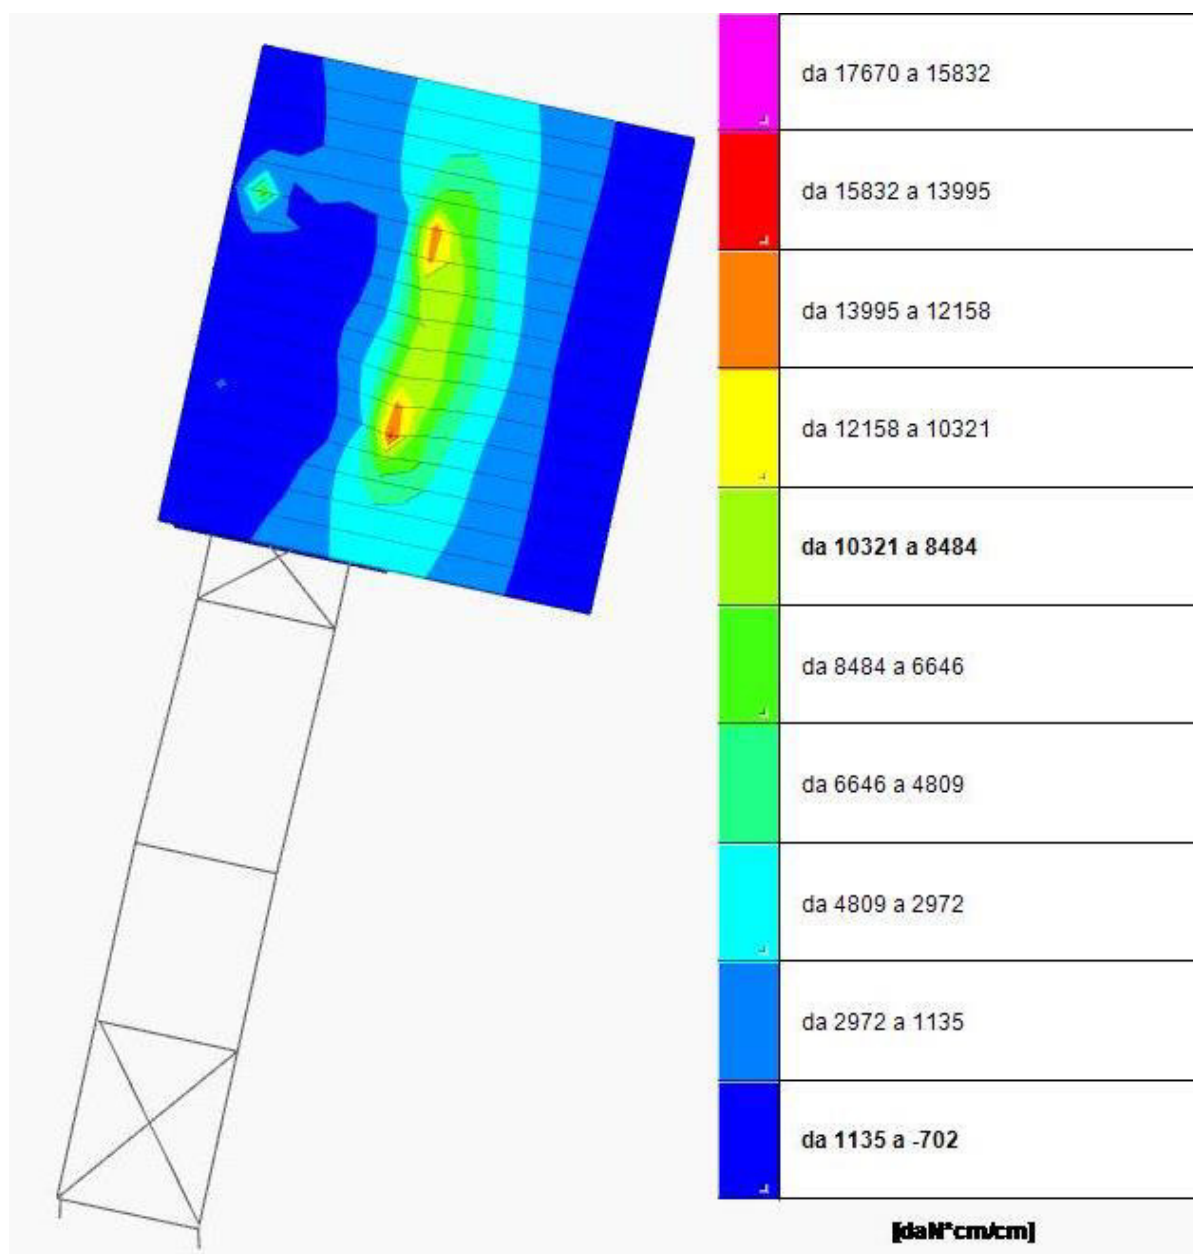 da 17670 a 15832
da 15832 a 13995
da 13995 a 12158
da 12158 a 10321
da 10321 a 8484
da 8484 a 6646
da 6646 a 4809
da 4809 a 2972
da 2972 a 1135
da 1135 a -702
[daN*cm/cm]